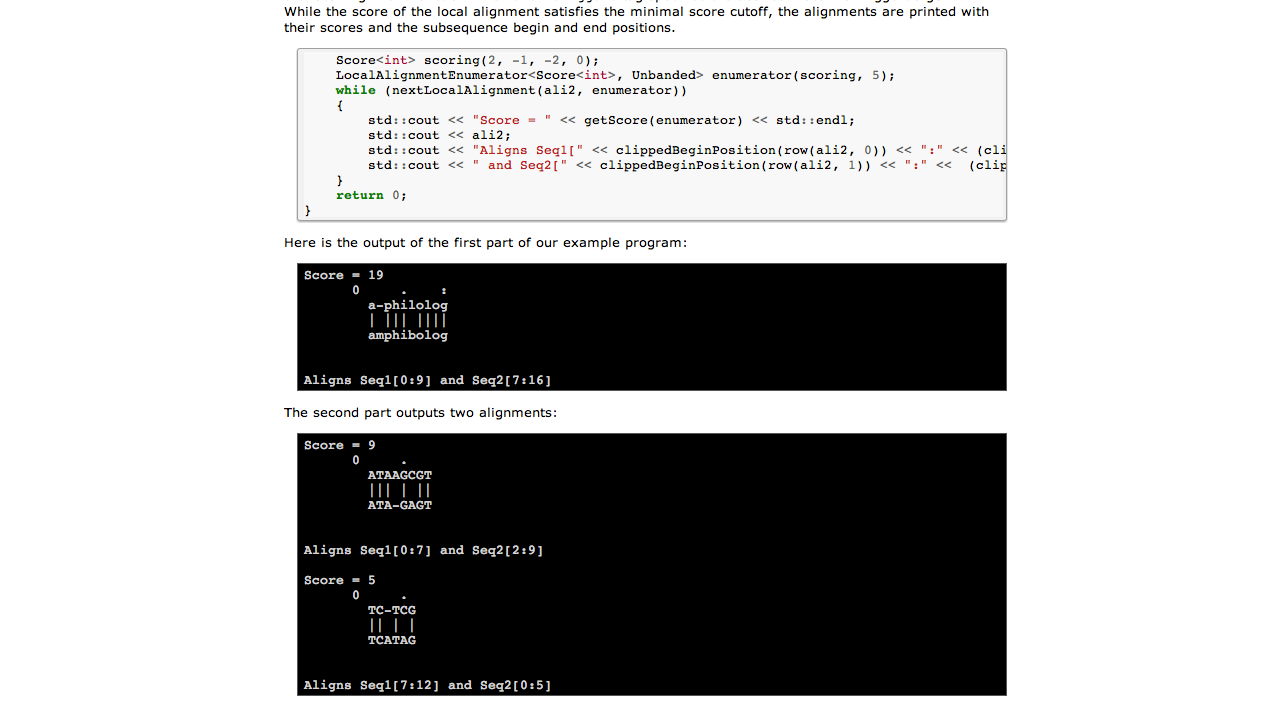 While the score of the local alignment satisfies the minimal score cutoff, the alignments are printed with
their scores and the subsequence begin and end positions.
    Score<int> scoring(2, -1, -2, 0);
    LocalAlignmentEnumerator<Score<int>, Unbanded> enumerator(scoring, 5);
    while (nextLocalAlignment(ali2, enumerator))
    {
        std::cout << "Score = " << getScore(enumerator) << std::endl;
        std::cout << ali2;
        std::cout << "Aligns Seq1[" << clippedBeginPosition(row(ali2, 0)) << ":" << (cli
        std::cout << " and Seq2[" << clippedBeginPosition(row(ali2, 1)) << ":" <<  (clip
    }
    return 0;
}
Here is the output of the first part of our example program:
Score = 19
      0     .    :
        a-philolog
        | ||| ||||
        amphibolog
Aligns Seq1[0:9] and Seq2[7:16]
The second part outputs two alignments:
Score = 9
      0     .
        ATAAGCGT
        ||| | ||
        ATA-GAGT
Aligns Seq1[0:7] and Seq2[2:9]
Score = 5
      0     .
        TC-TCG
        || | |
        TCATAG
Aligns Seq1[7:12] and Seq2[0:5]